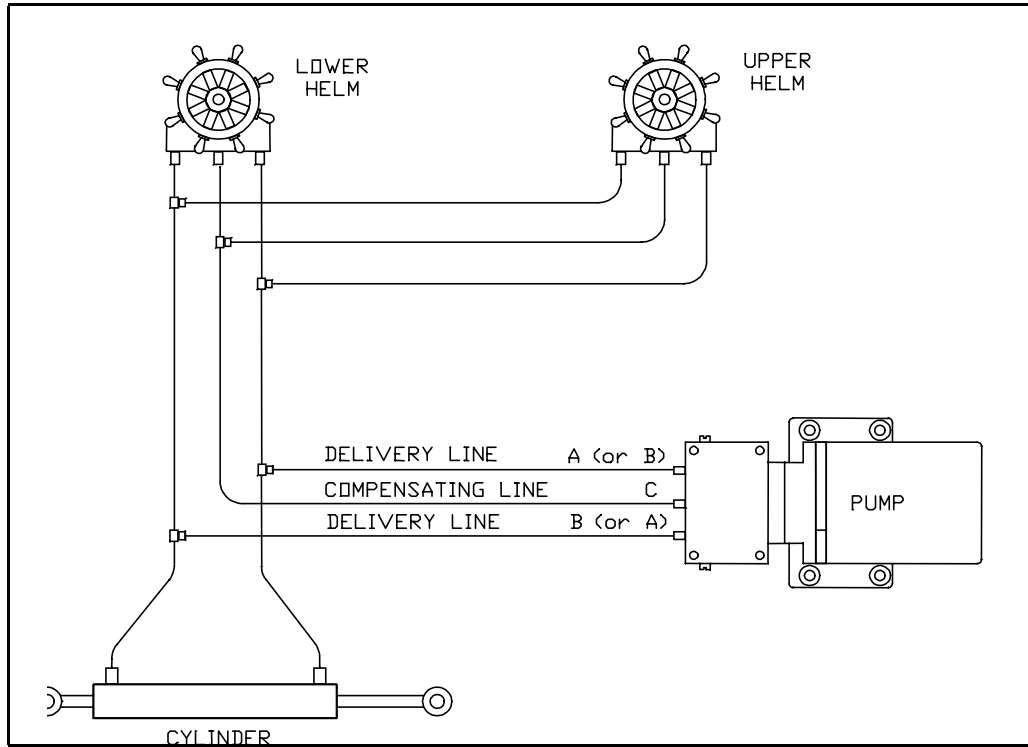 LOWER
HELM
UPPER
HELM
DELIVERY LINE A (or B)
COMPENSATING LINE C
DELIVERY LINE B (or A)
PUMP
CYLINDER